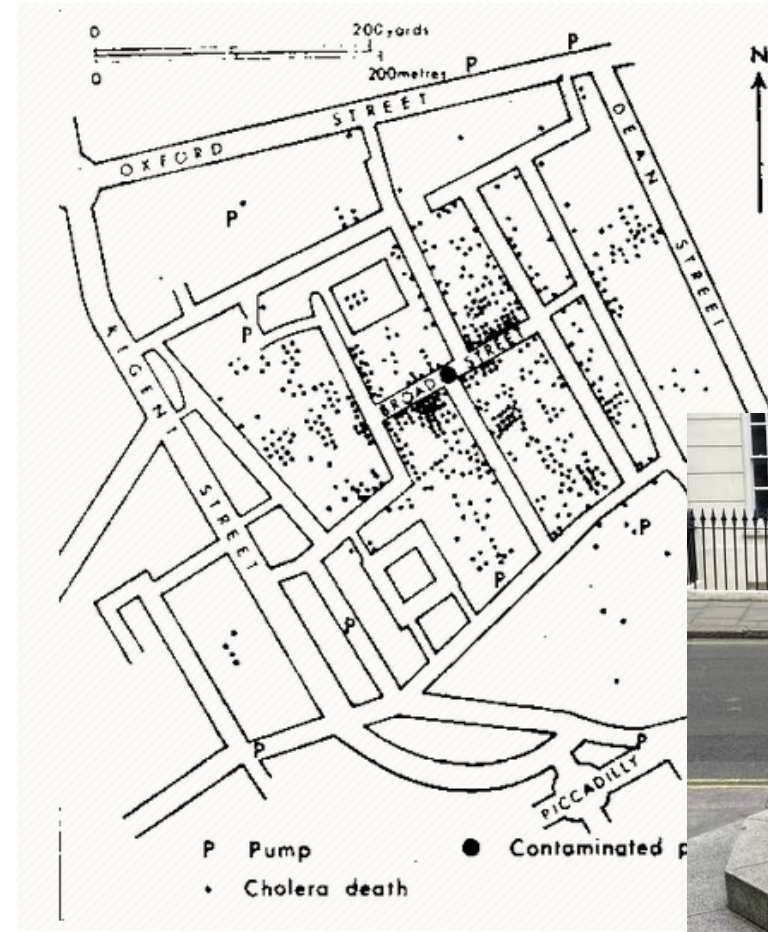 0 200 yards
0 200 metres
N
P
P
OXFORD STREET
DEAN STREET
P
P
REGENT STREET
BROAD STREET
P
P
P
P
P
PICCADILLY
P Pump
Contaminated p
Cholera death